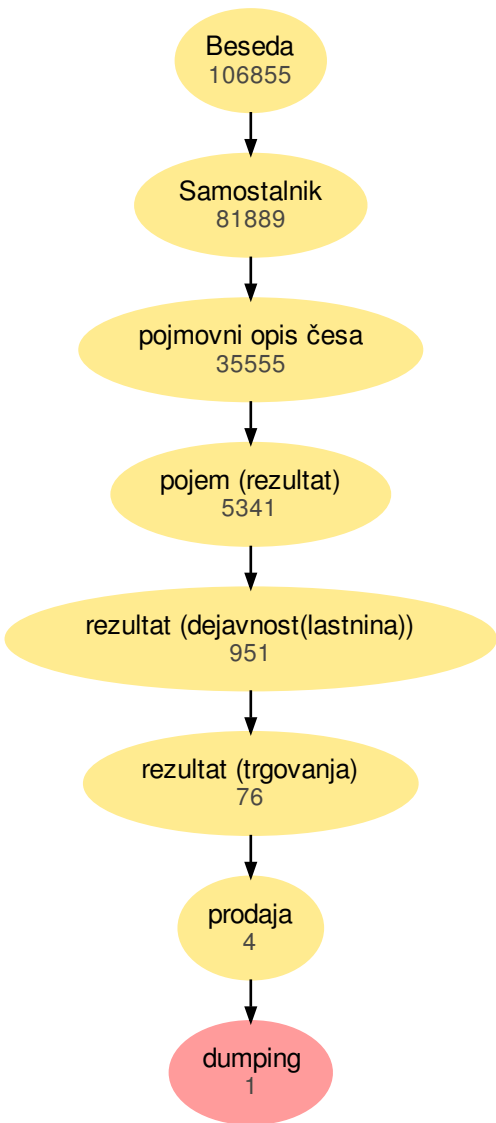 Beseda
106855
Samostalnik
81889
pojmovni opis česa
35555
pojem (rezultat)
5341
rezultat (dejavnost(lastnina))
951
rezultat (trgovanja)
76
prodaja
4
dumping
1